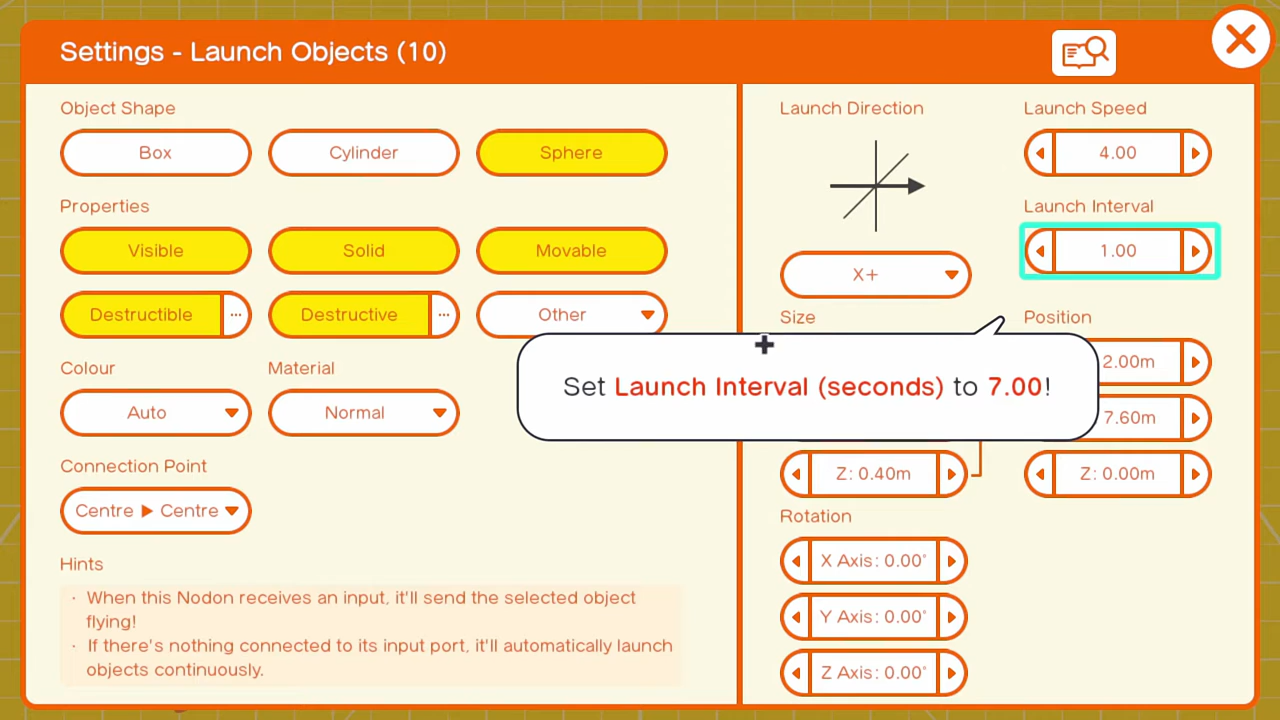 Settings - Launch Objects (10)
Object Shape
Box
Cylinder
Sphere
Properties
Visible
Solid
Movable
Destructible
...
Destructive
...
Other
Colour
Material
Auto
Normal
Connection Point
Centre ▶ Centre
Hints
· When this Nodon receives an input, it'll send the selected object
flying!
· If there's nothing connected to its input port, it'll automatically launch
objects continuously.
Launch Direction
X+
Launch Speed
4.00
Launch Interval
1.00
Set Launch Interval (seconds) to 7.00!
Size
Z: 0.40m
Position
2.00m
7.60m
Z: 0.00m
Rotation
X Axis: 0.00°
Y Axis: 0.00°
Z Axis: 0.00°